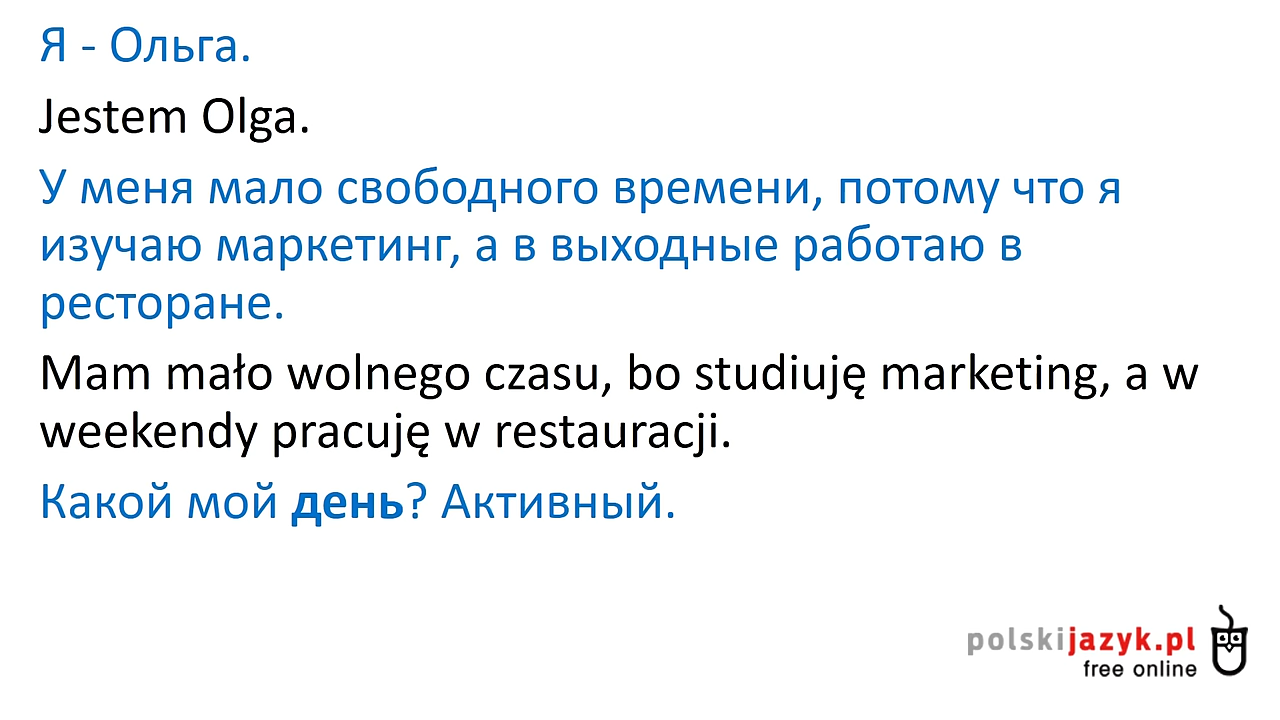 Я - Ольга.
Jestem Olga.
У меня мало свободного времени, потому что я
изучаю маркетинг, а в выходные работаю в
ресторане.
Mam mało wolnego czasu, bo studiuję marketing, a w
weekendy pracuję w restauracji.
Какой мой день? Активный.
polskijazyk.pl
free online